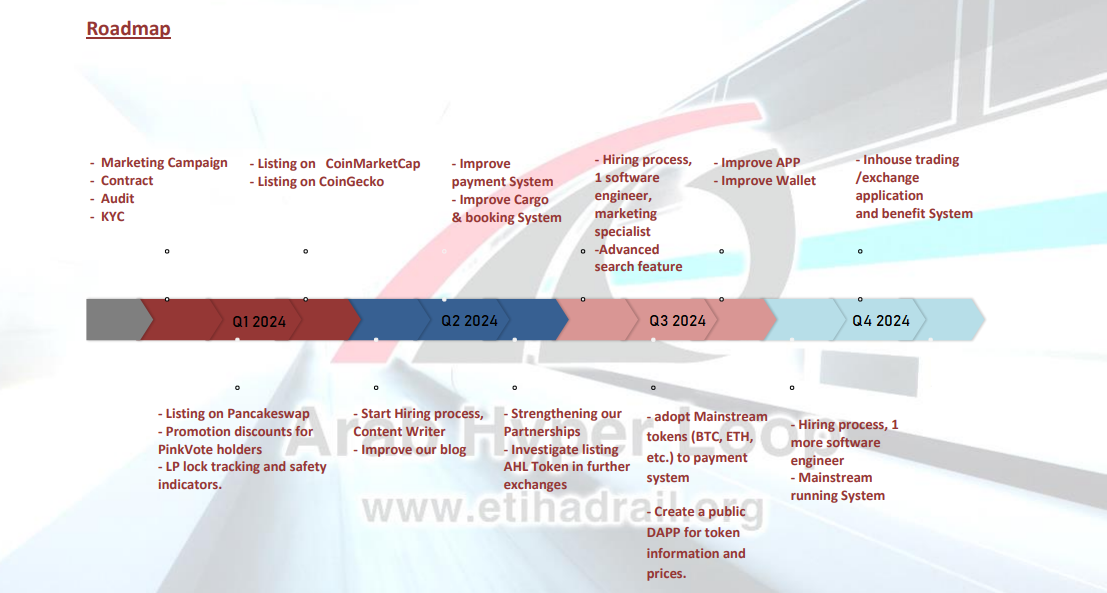 Roadmap
- Marketing Campaign
- Contract
- Audit
- KYC
- Listing on CoinMarketCap
- Listing on CoinGecko
- Improve
payment System
- Improve Cargo
& booking System
- Hiring process,
1 software
engineer,
marketing
specialist
-Advanced
search feature
- Improve APP
- Improve Wallet
- Inhouse trading
/exchange
application
and benefit System
Q1 2024
Q2 2024
Q3 2024
Q4 2024
- Listing on Pancakeswap
- Promotion discounts for
PinkVote holders
- LP lock tracking and safety
indicators.
- Start Hiring process,
Content Writer
- Improve our blog
- Strengthening our
Partnerships
- Investigate listing
AHL Token in further
exchanges
- adopt Mainstream
tokens (BTC, ETH,
etc.) to payment
system
- Create a public
DAPP for token
information and
prices.
- Hiring process, 1
more software
engineer
- Mainstream
running System
Arab Hyper Loop
www.etihadrail.org